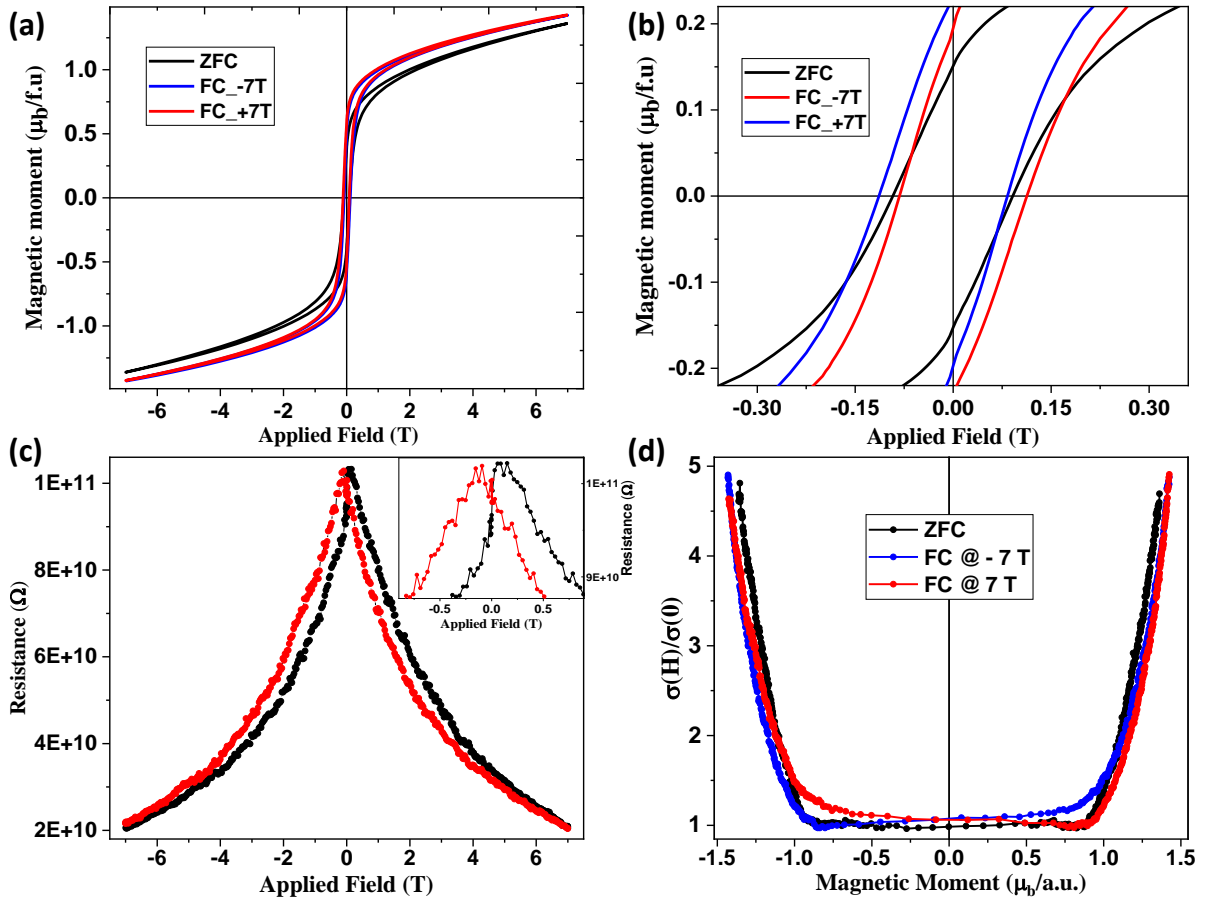 (a)
ZFC
FC_-7T
FC_+7T
1.0
0.5
0.0
-0.5
-1.0
Magnetic moment (μb/f.u)
-6 -4 -2 0 2 4 6
Applied Field (T)
(b)
ZFC
FC_-7T
FC_+7T
0.2
0.1
0.0
-0.1
-0.2
Magnetic moment (μb/f.u)
-0.30 -0.15 0.00 0.15 0.30
Applied Field (T)
(c)
1E+11
8E+10
6E+10
4E+10
2E+10
Resistance (Ω)
-6 -4 -2 0 2 4 6
Applied Field (T)
1E+11
9E+10
Resistance (Ω)
-0.5 0.0 0.5
Applied Field (T)
(d)
ZFC
FC @ - 7 T
FC @ 7 T
5
4
3
2
1
σ(H)/σ(0)
-1.5 -1.0 -0.5 0.0 0.5 1.0 1.5
Magnetic Moment (μb/a.u.)